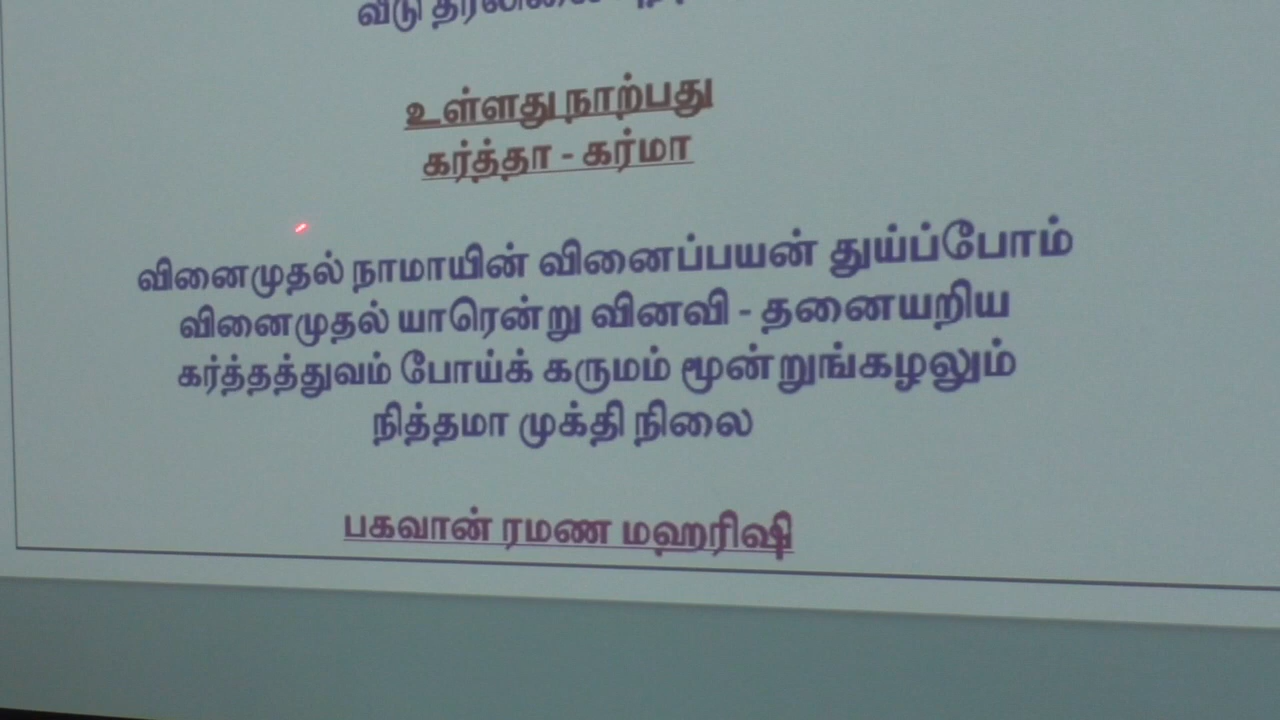 வீடு
உள்ளது நாற்பது
கர்த்தா - கர்மா
வினைமுதல் நாமாயின் வினைப்பயன் துய்ப்போம்
வினைமுதல் யாரென்று வினவி - தனையறிய
கர்த்தத்துவம் போய்க் கருமம் மூன்றுங்கழலும்
நித்தமா முக்தி நிலை
பகவான் ரமண மஹரிஷி